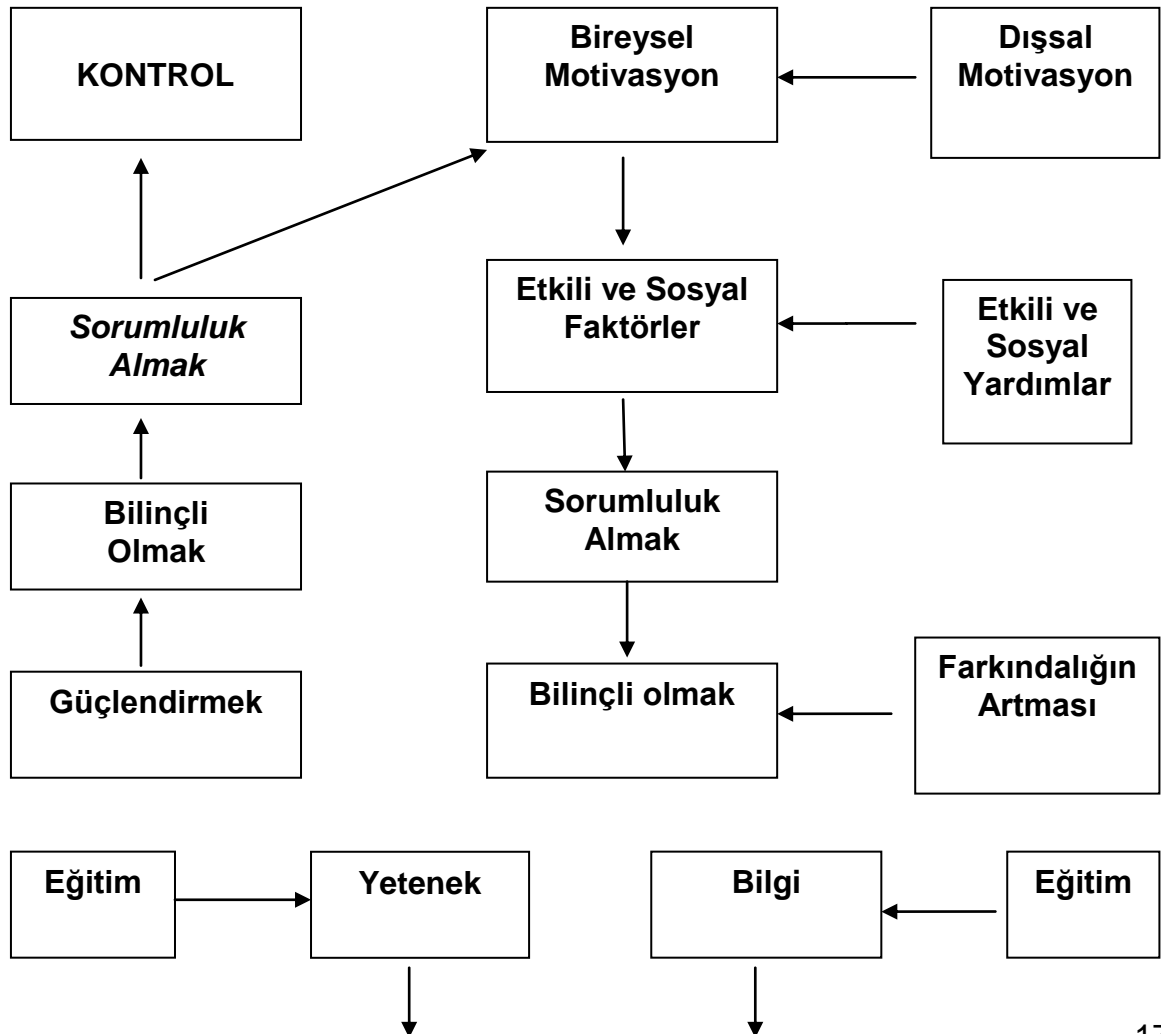 KONTROL
Bireysel
Motivasyon
Dışsal
Motivasyon
Sorumluluk
Almak
Etkili ve Sosyal
Faktörler
Etkili ve
Sosyal
Yardımlar
Bilinçli
Olmak
Sorumluluk
Almak
Güçlendirmek
Bilinçli olmak
Farkındalığın
Artması
Eğitim
Yetenek
Bilgi
Eğitim